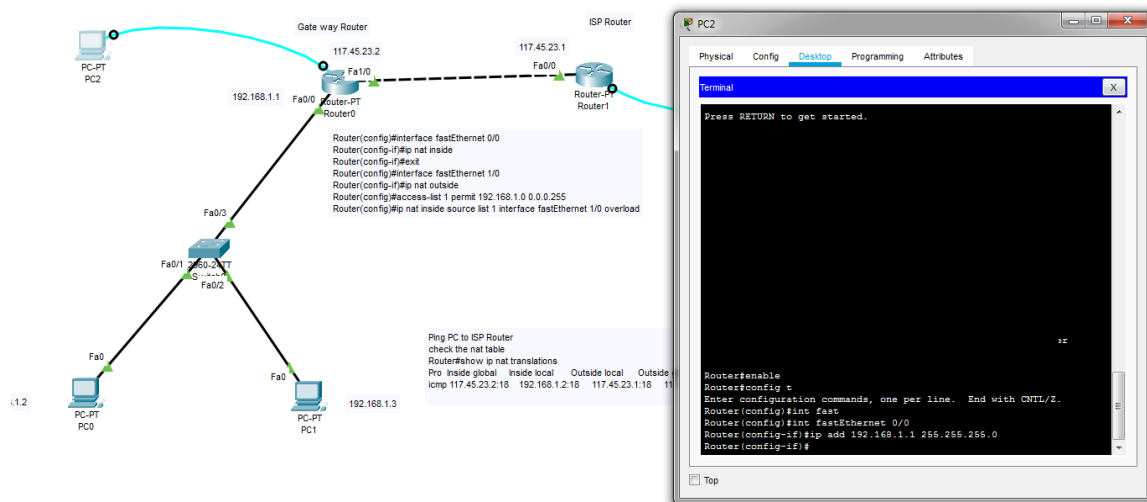 Gate way Router
ISP Router
117.45.23.2
117.45.23.1
PC-PT
PC2
Fa1/0
Fa0/0
192.168.1.1
Fa0/0
Router-PT
Router0
Router-PT
Router1
Router(config)#interface fastEthernet 0/0
Router(config-if)#ip nat inside
Router(config-if)#exit
Router(config)#interface fastEthernet 1/0
Router(config-if)#ip nat outside
Router(config)#access-list 1 permit 192.168.1.0 0.0.0.255
Router(config)#ip nat inside source list 1 interface fastEthernet 1/0 overload
Fa0/3
Fa0/1
2960-24TT
Fa0/2
Fa0
Fa0
.1.2
PC-PT
PC0
PC-PT
PC1
192.168.1.3
Ping PC to ISP Router
check the nat table
Router#show ip nat translations
Pro Inside global Inside local Outside local Outside
icmp 117.45.23.2:18 192.168.1.2:18 117.45.23.1:18 11
PC2
Physical Config Desktop Programming Attributes
Terminal
X
Press RETURN to get started.
Router#enable
Router#config t
Enter configuration commands, one per line. End with CNTL/Z.
Router(config)#int fast
Router(config)#int fastEthernet 0/0
Router(config-if)#ip add 192.168.1.1 255.255.255.0
Router(config-if)#
Top